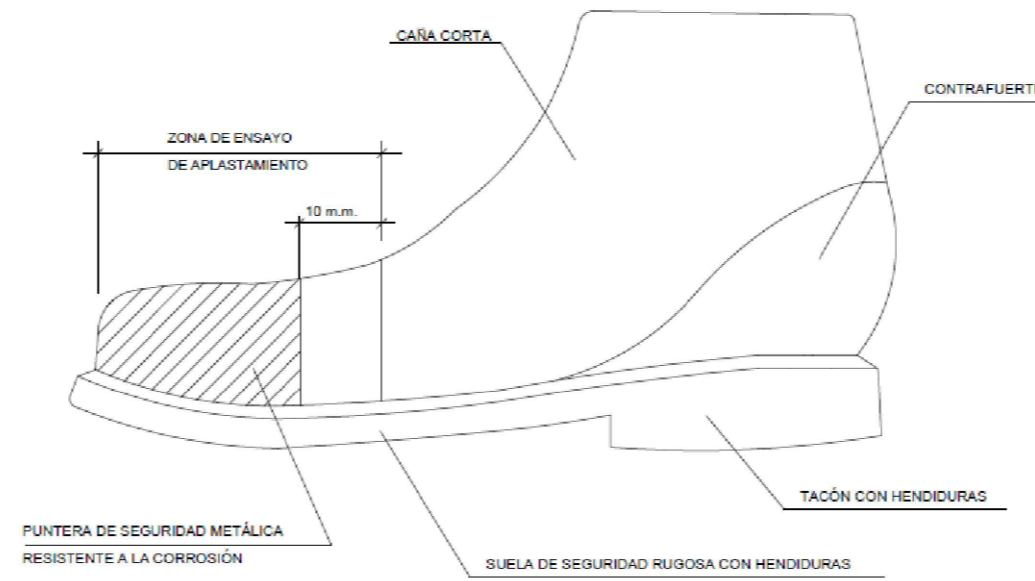 CAÑA CORTA
CONTRAFUERTE
ZONA DE ENSAYO
DE APLASTAMIENTO
10 m.m.
TACÓN CON HENDIDURAS
PUNTERA DE SEGURIDAD METÁLICA
RESISTENTE A LA CORROSIÓN
SUELA DE SEGURIDAD RUGOSA CON HENDIDURAS